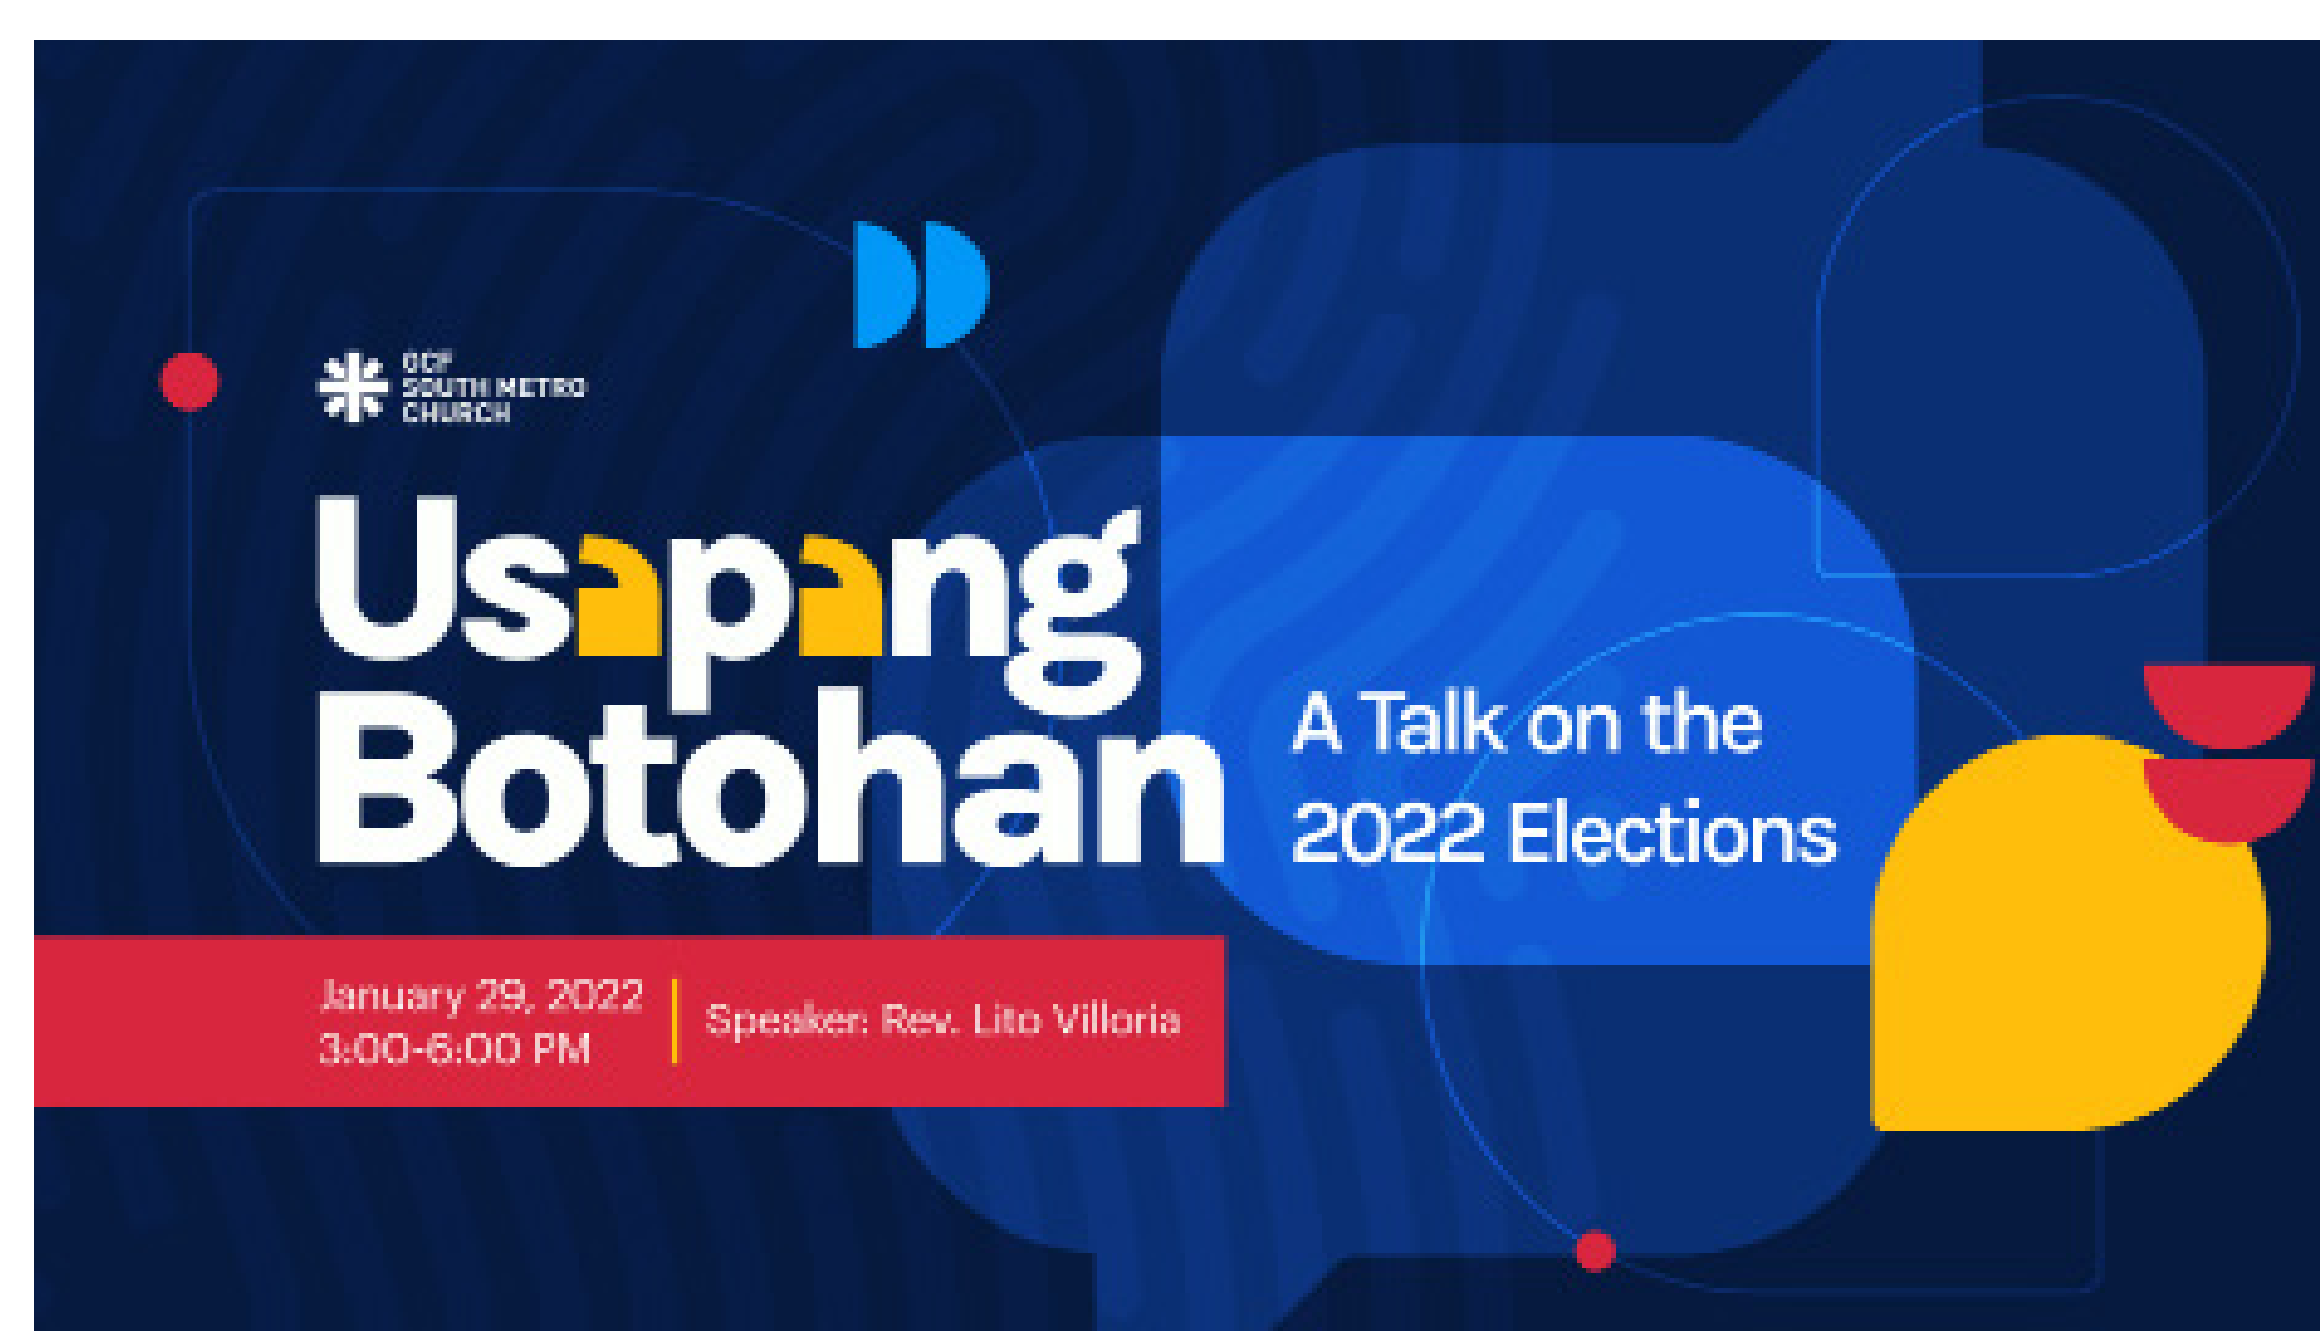 GCF
SOUTH METRO
CHURCH
Usapang
Botohan
A Talk on the
2022 Elections
January 29, 2022
3:00-6:00 PM
Speaker: Rev. Lito Villoria